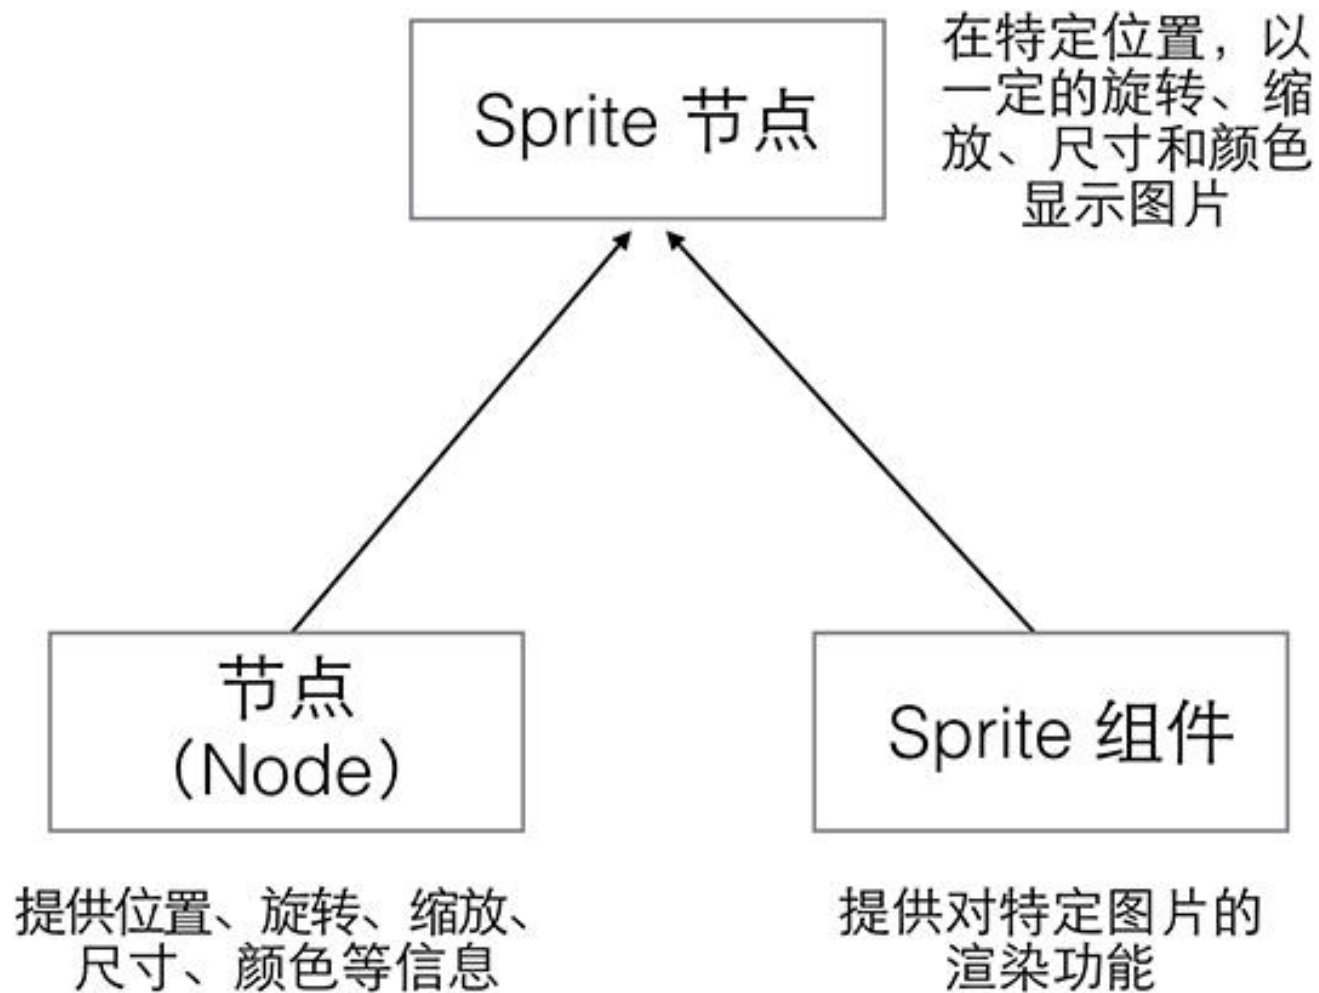 Sprite 节点
在特定位置，以
一定的旋转、缩
放、尺寸和颜色
显示图片
节点
（Node）
Sprite 组件
提供位置、旋转、缩放、
尺寸、颜色等信息
提供对特定图片的
渲染功能